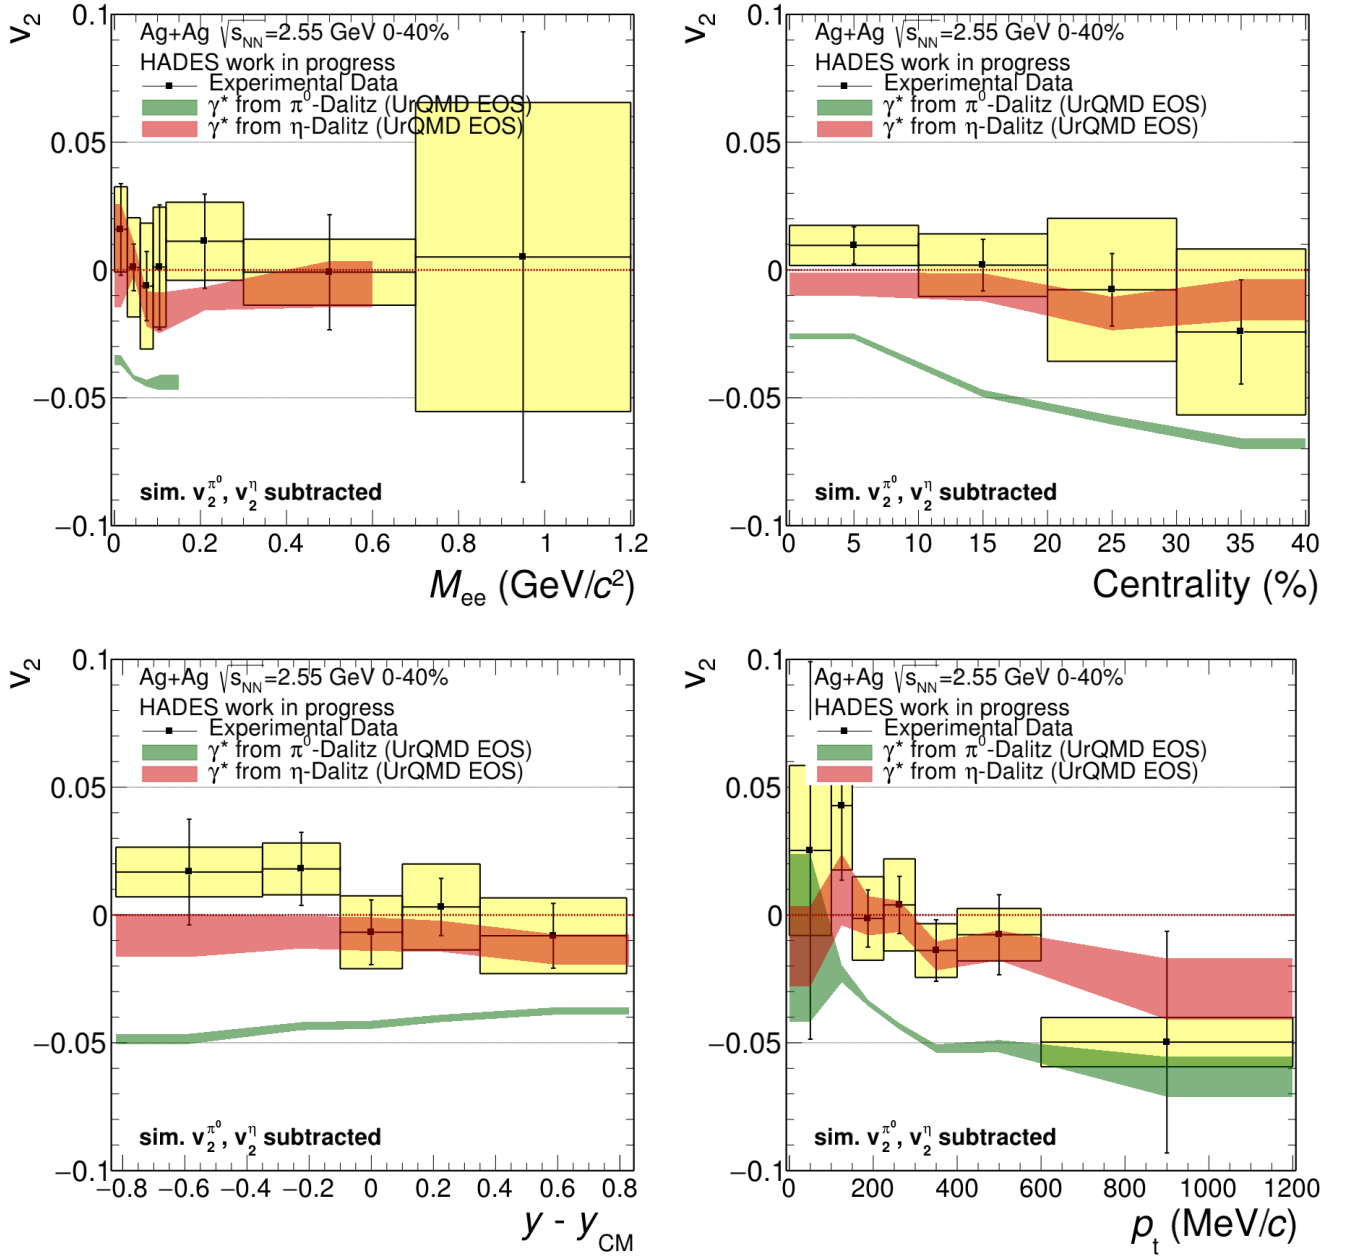 v2
0.1
0.05
0
−0.05
−0.1
Ag+Ag √sNN=2.55 GeV 0-40%
HADES work in progress
Experimental Data
γ* from π0-Dalitz (UrQMD EOS)
γ* from η-Dalitz (UrQMD EOS)
sim. v2π0, v2η subtracted
0 0.2 0.4 0.6 0.8 1 1.2
Mee (GeV/c2)
v2
0.1
0.05
0
−0.05
−0.1
Ag+Ag √sNN=2.55 GeV 0-40%
HADES work in progress
Experimental Data
γ* from π0-Dalitz (UrQMD EOS)
γ* from η-Dalitz (UrQMD EOS)
sim. v2π0, v2η subtracted
0 5 10 15 20 25 30 35 40
Centrality (%)
v2
0.1
0.05
0
−0.05
−0.1
Ag+Ag √sNN=2.55 GeV 0-40%
HADES work in progress
Experimental Data
γ* from π0-Dalitz (UrQMD EOS)
γ* from η-Dalitz (UrQMD EOS)
sim. v2π0, v2η subtracted
−0.8 −0.6 −0.4 −0.2 0 0.2 0.4 0.6 0.8
y - yCM
v2
0.1
0.05
0
−0.05
−0.1
Ag+Ag √sNN=2.55 GeV 0-40%
HADES work in progress
Experimental Data
γ* from π0-Dalitz (UrQMD EOS)
γ* from η-Dalitz (UrQMD EOS)
sim. v2π0, v2η subtracted
0 200 400 600 800 1000 1200
pt (MeV/c)